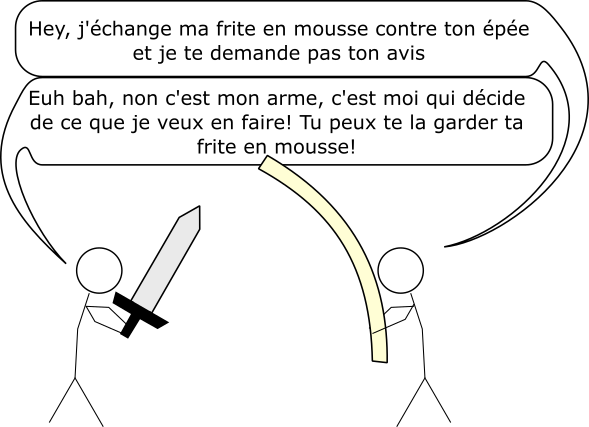 Hey, j'échange ma frite en mousse contre ton épée
et je te demande pas ton avis
Euh bah, non c'est mon arme, c'est moi qui décide
de ce que je veux en faire! Tu peux te la garder ta
frite en mousse!